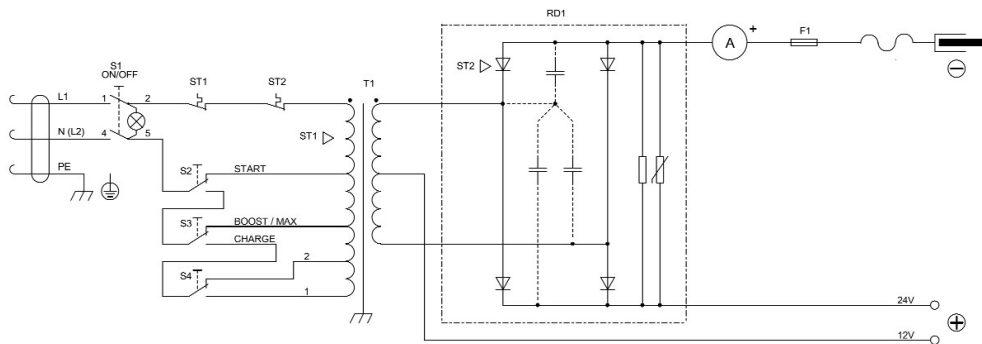 RD1
A
+
F1
S1
ON/OFF
ST1
ST2
T1
ST2
L1
1
2
N (L2)
4
5
ST1
PE
S2
START
S3
BOOST / MAX
CHARGE
S4
2
1
24V
12V